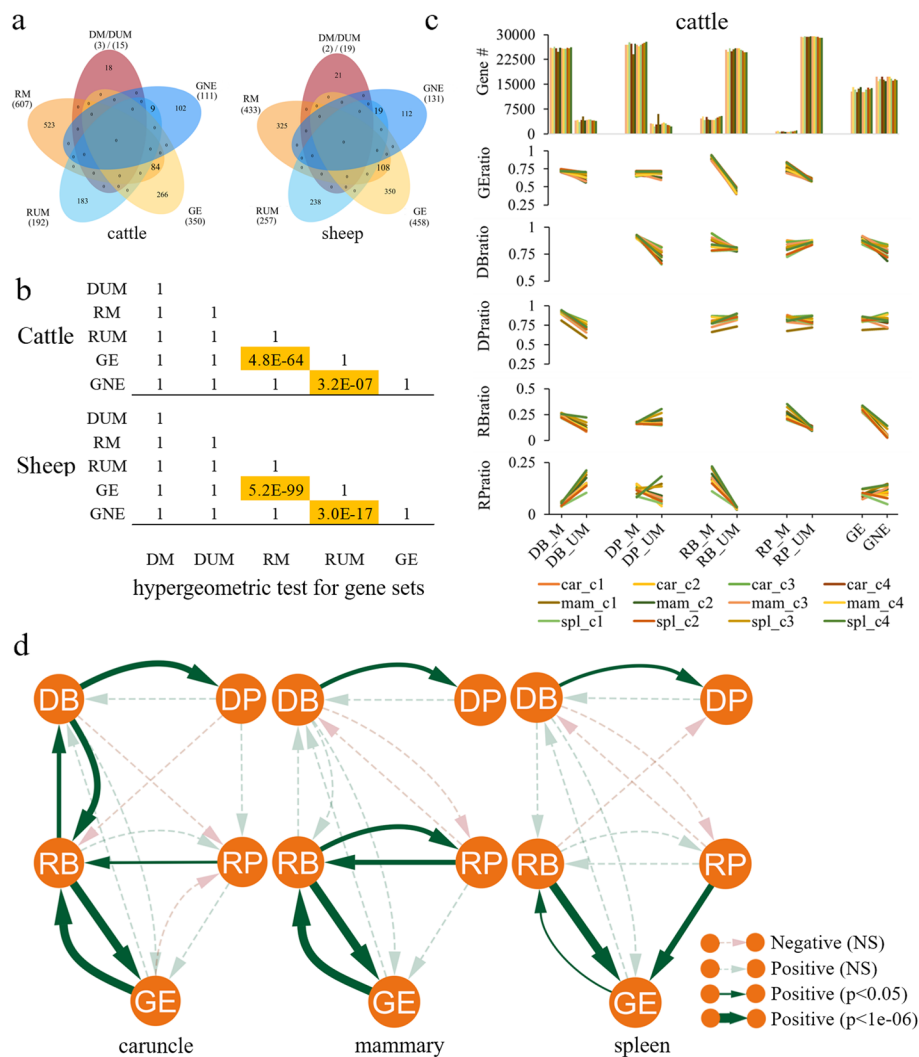 a
DM/DUM
(3) / (15)
GNE
(111)
RM
(607)
18
102
9
523
84
183
266
RUM
(192)
GE
(350)
cattle
DM/DUM
(2) / (19)
GNE
(131)
RM
(433)
21
112
19
325
108
238
350
RUM
(257)
GE
(458)
sheep
b
Cattle
DUM 1
RM 1 1
RUM 1 1 1
GE 1 1 4.8E-64 1
GNE 1 1 1 3.2E-07 1
Sheep
DUM 1
RM 1 1
RUM 1 1 1
GE 1 1 5.2E-99 1
GNE 1 1 1 3.0E-17 1
DM DUM RM RUM GE
hypergeometric test for gene sets
c
cattle
Gene #
30000
22500
15000
7500
0
GEratio
1
0.75
0.5
0.25
0
DBratio
1
0.75
0.5
DPratio
1
0.75
0.5
0.25
RBratio
0.5
0.25
0
RPratio
0.25
0
DB_M
DB_UM
DP_M
DP_UM
RB_M
RB_UM
RP_M
RP_UM
GE
GNE
car_c1 car_c2 car_c3 car_c4
mam_c1 mam_c2 mam_c3 mam_c4
spl_c1 spl_c2 spl_c3 spl_c4
d
DB DP DB DP DB DP
RB RP RB RP RB RP
GE GE GE
Negative (NS)
Positive (NS)
Positive (p<0.05)
Positive (p<1e-06)
caruncle mammary spleen